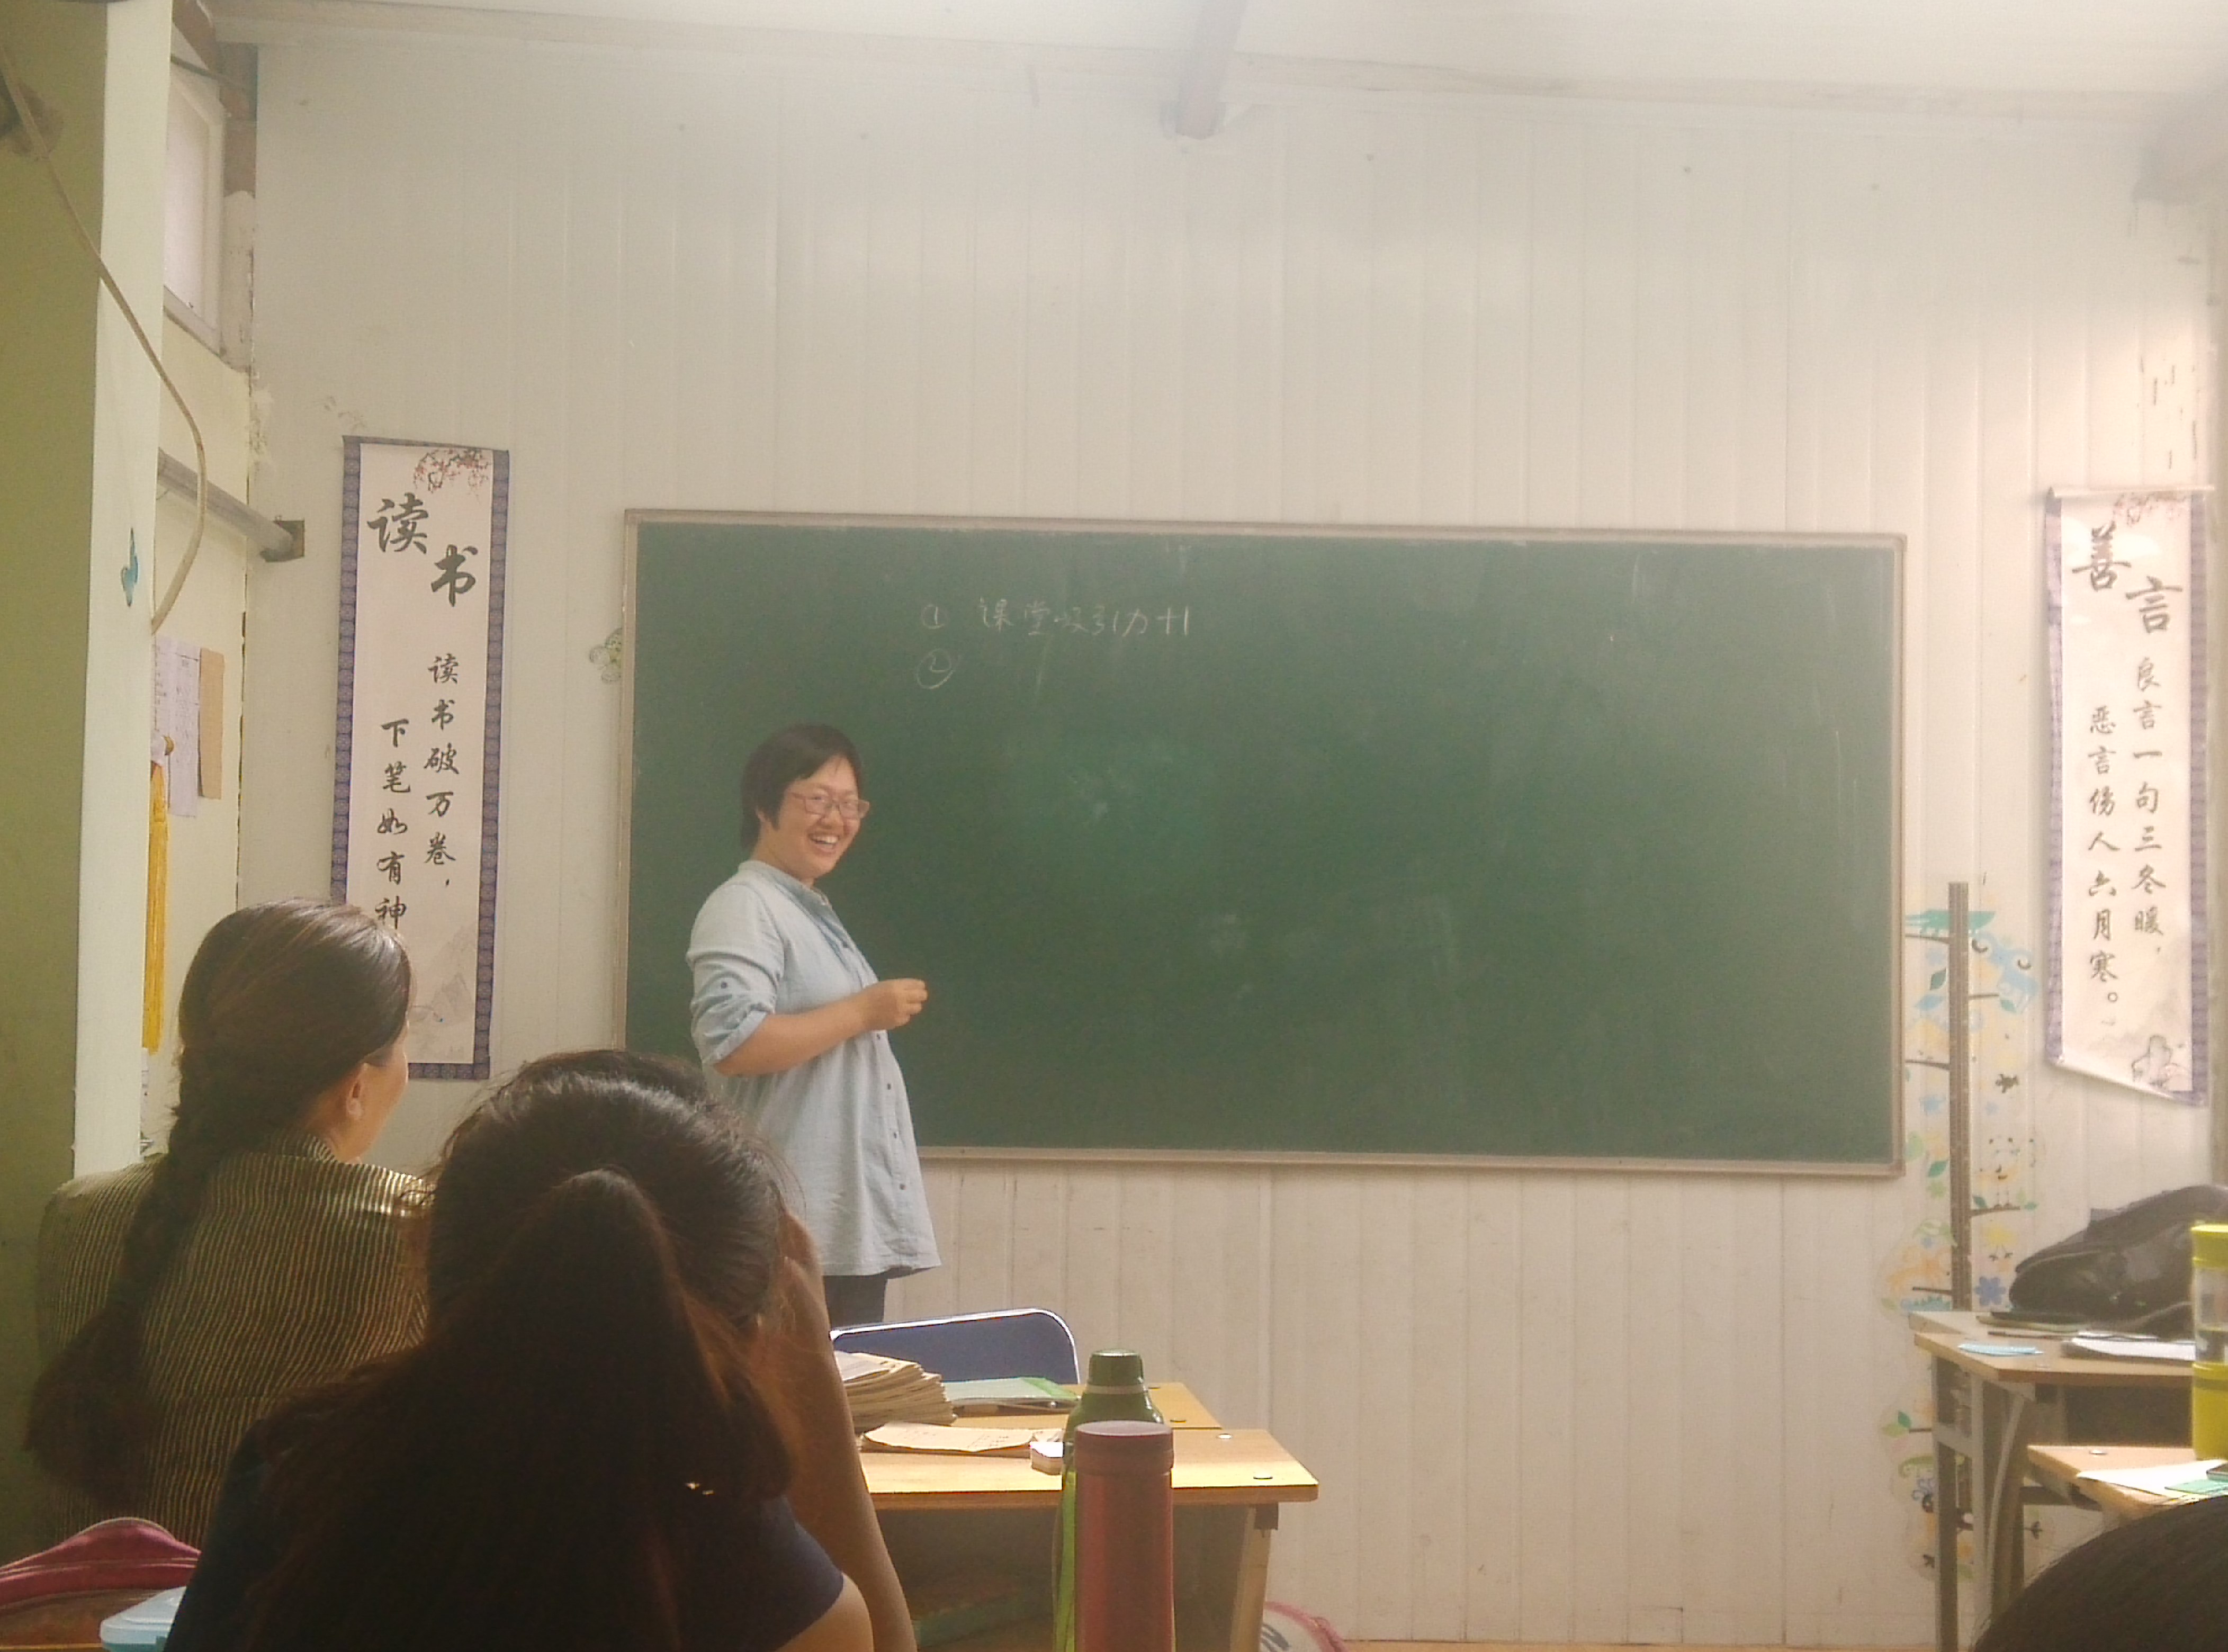 读书
读书破万卷，
下笔如有神
① 课堂吸引力+1
②
善言
良言一句三冬暖，
恶言伤人六月寒。